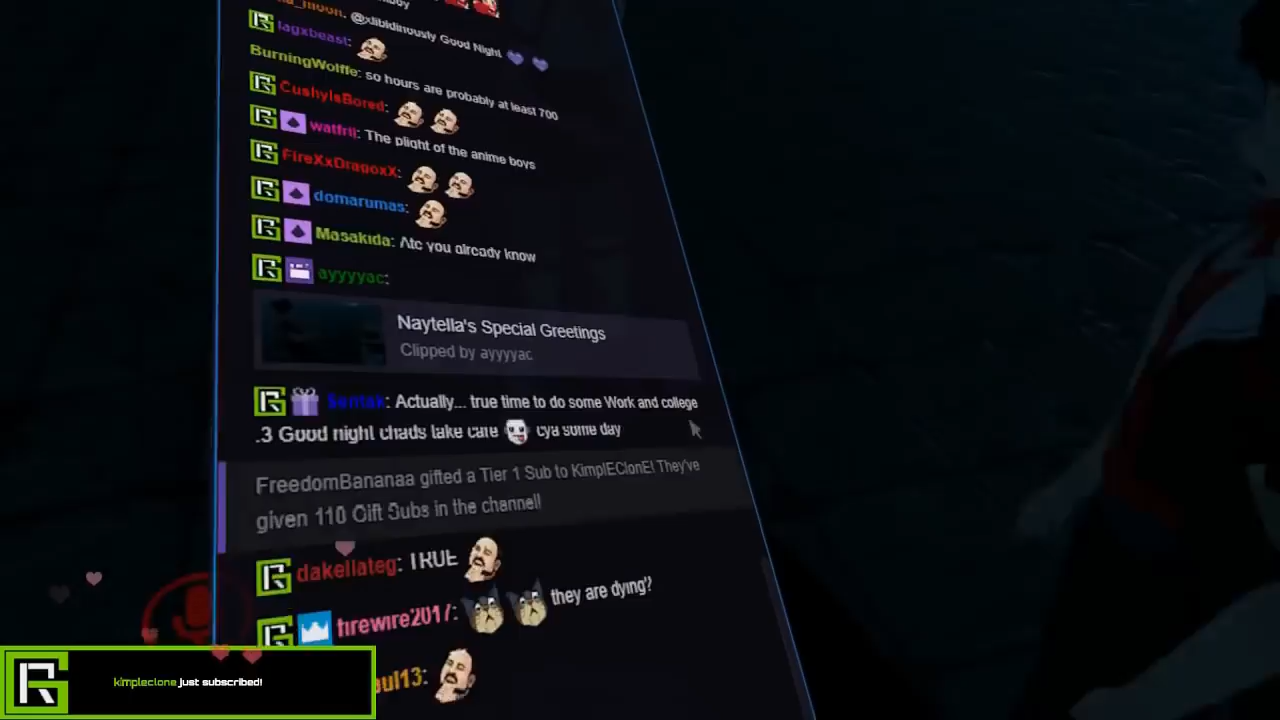 @xlibidinously Good Night
lagxbeast:
BurningWolffe: so hours are probably at least 700
CushyIsBored:
watfrij: The plight of the anime boys
FireXxDragoxX:
domarumas:
Masakida: Atc you already know
ayyyyac:
Naytella's Special Greetings
Clipped by ayyyyac
Actually... true time to do some Work and college
.3 Good night chads take care cya some day
FreedomBananaa gifted a Tier 1 Sub to KimplEClonE! They've
given 110 Gift Subs in the channel!
dakellateg: TRUE
firewire2017: they are dying?
kimpleclone just subscribed!